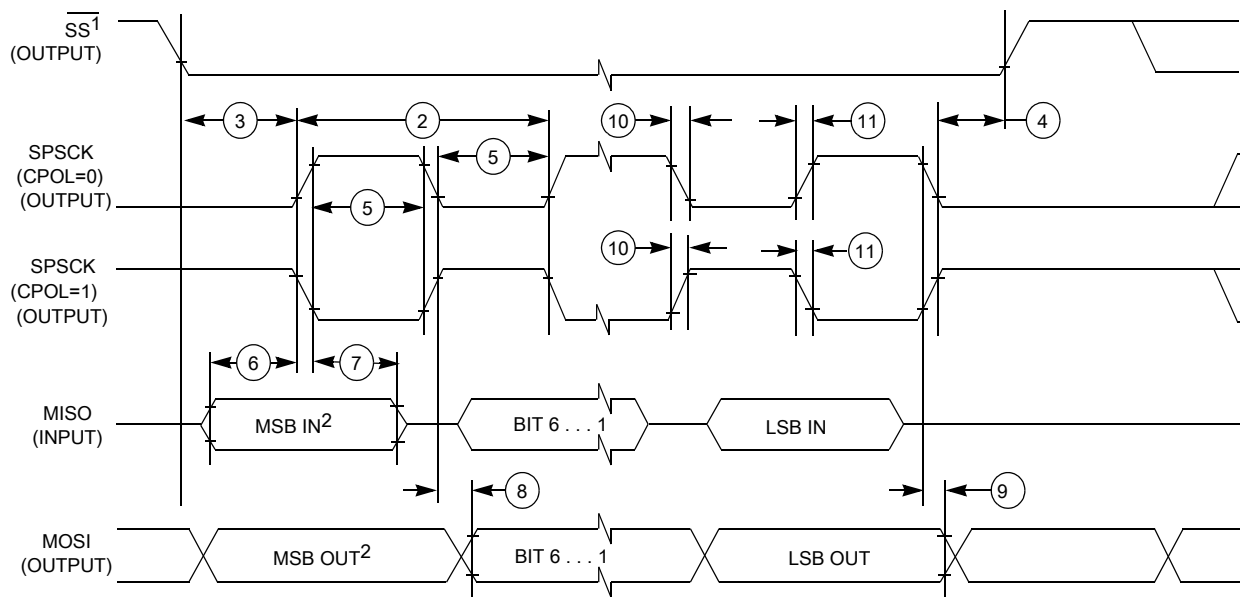 SS1
(OUTPUT)
3
2
10
11
4
SPSCK
(CPOL=0)
(OUTPUT)
5
5
10
11
SPSCK
(CPOL=1)
(OUTPUT)
6
7
MISO
(INPUT)
MSB IN2
BIT 6 . . . 1
LSB IN
8
9
MOSI
(OUTPUT)
MSB OUT2
BIT 6 . . . 1
LSB OUT